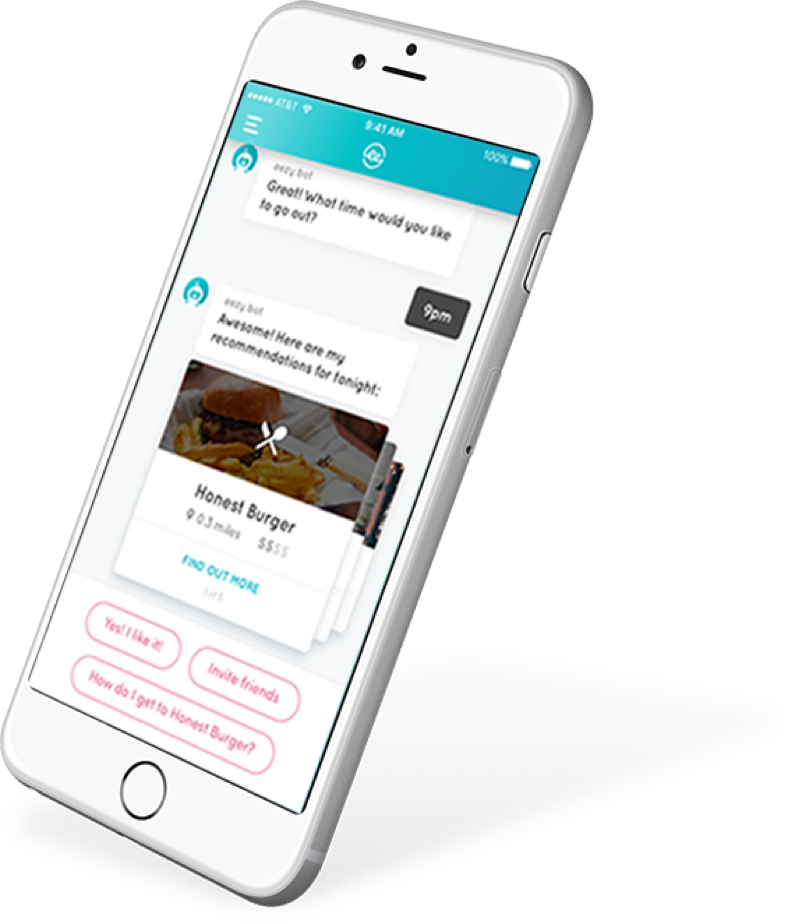 AT&T
9:41 AM
100%
eezy bot
Great! What time would you like
to go out?
9pm
eezy bot
Awesome! Here are my
recommendations for tonight:
Honest Burger
0.3 miles $$$$
FIND OUT MORE
1 of 5
Yes! I like it!
Invite friends
How do I get to Honest Burger?